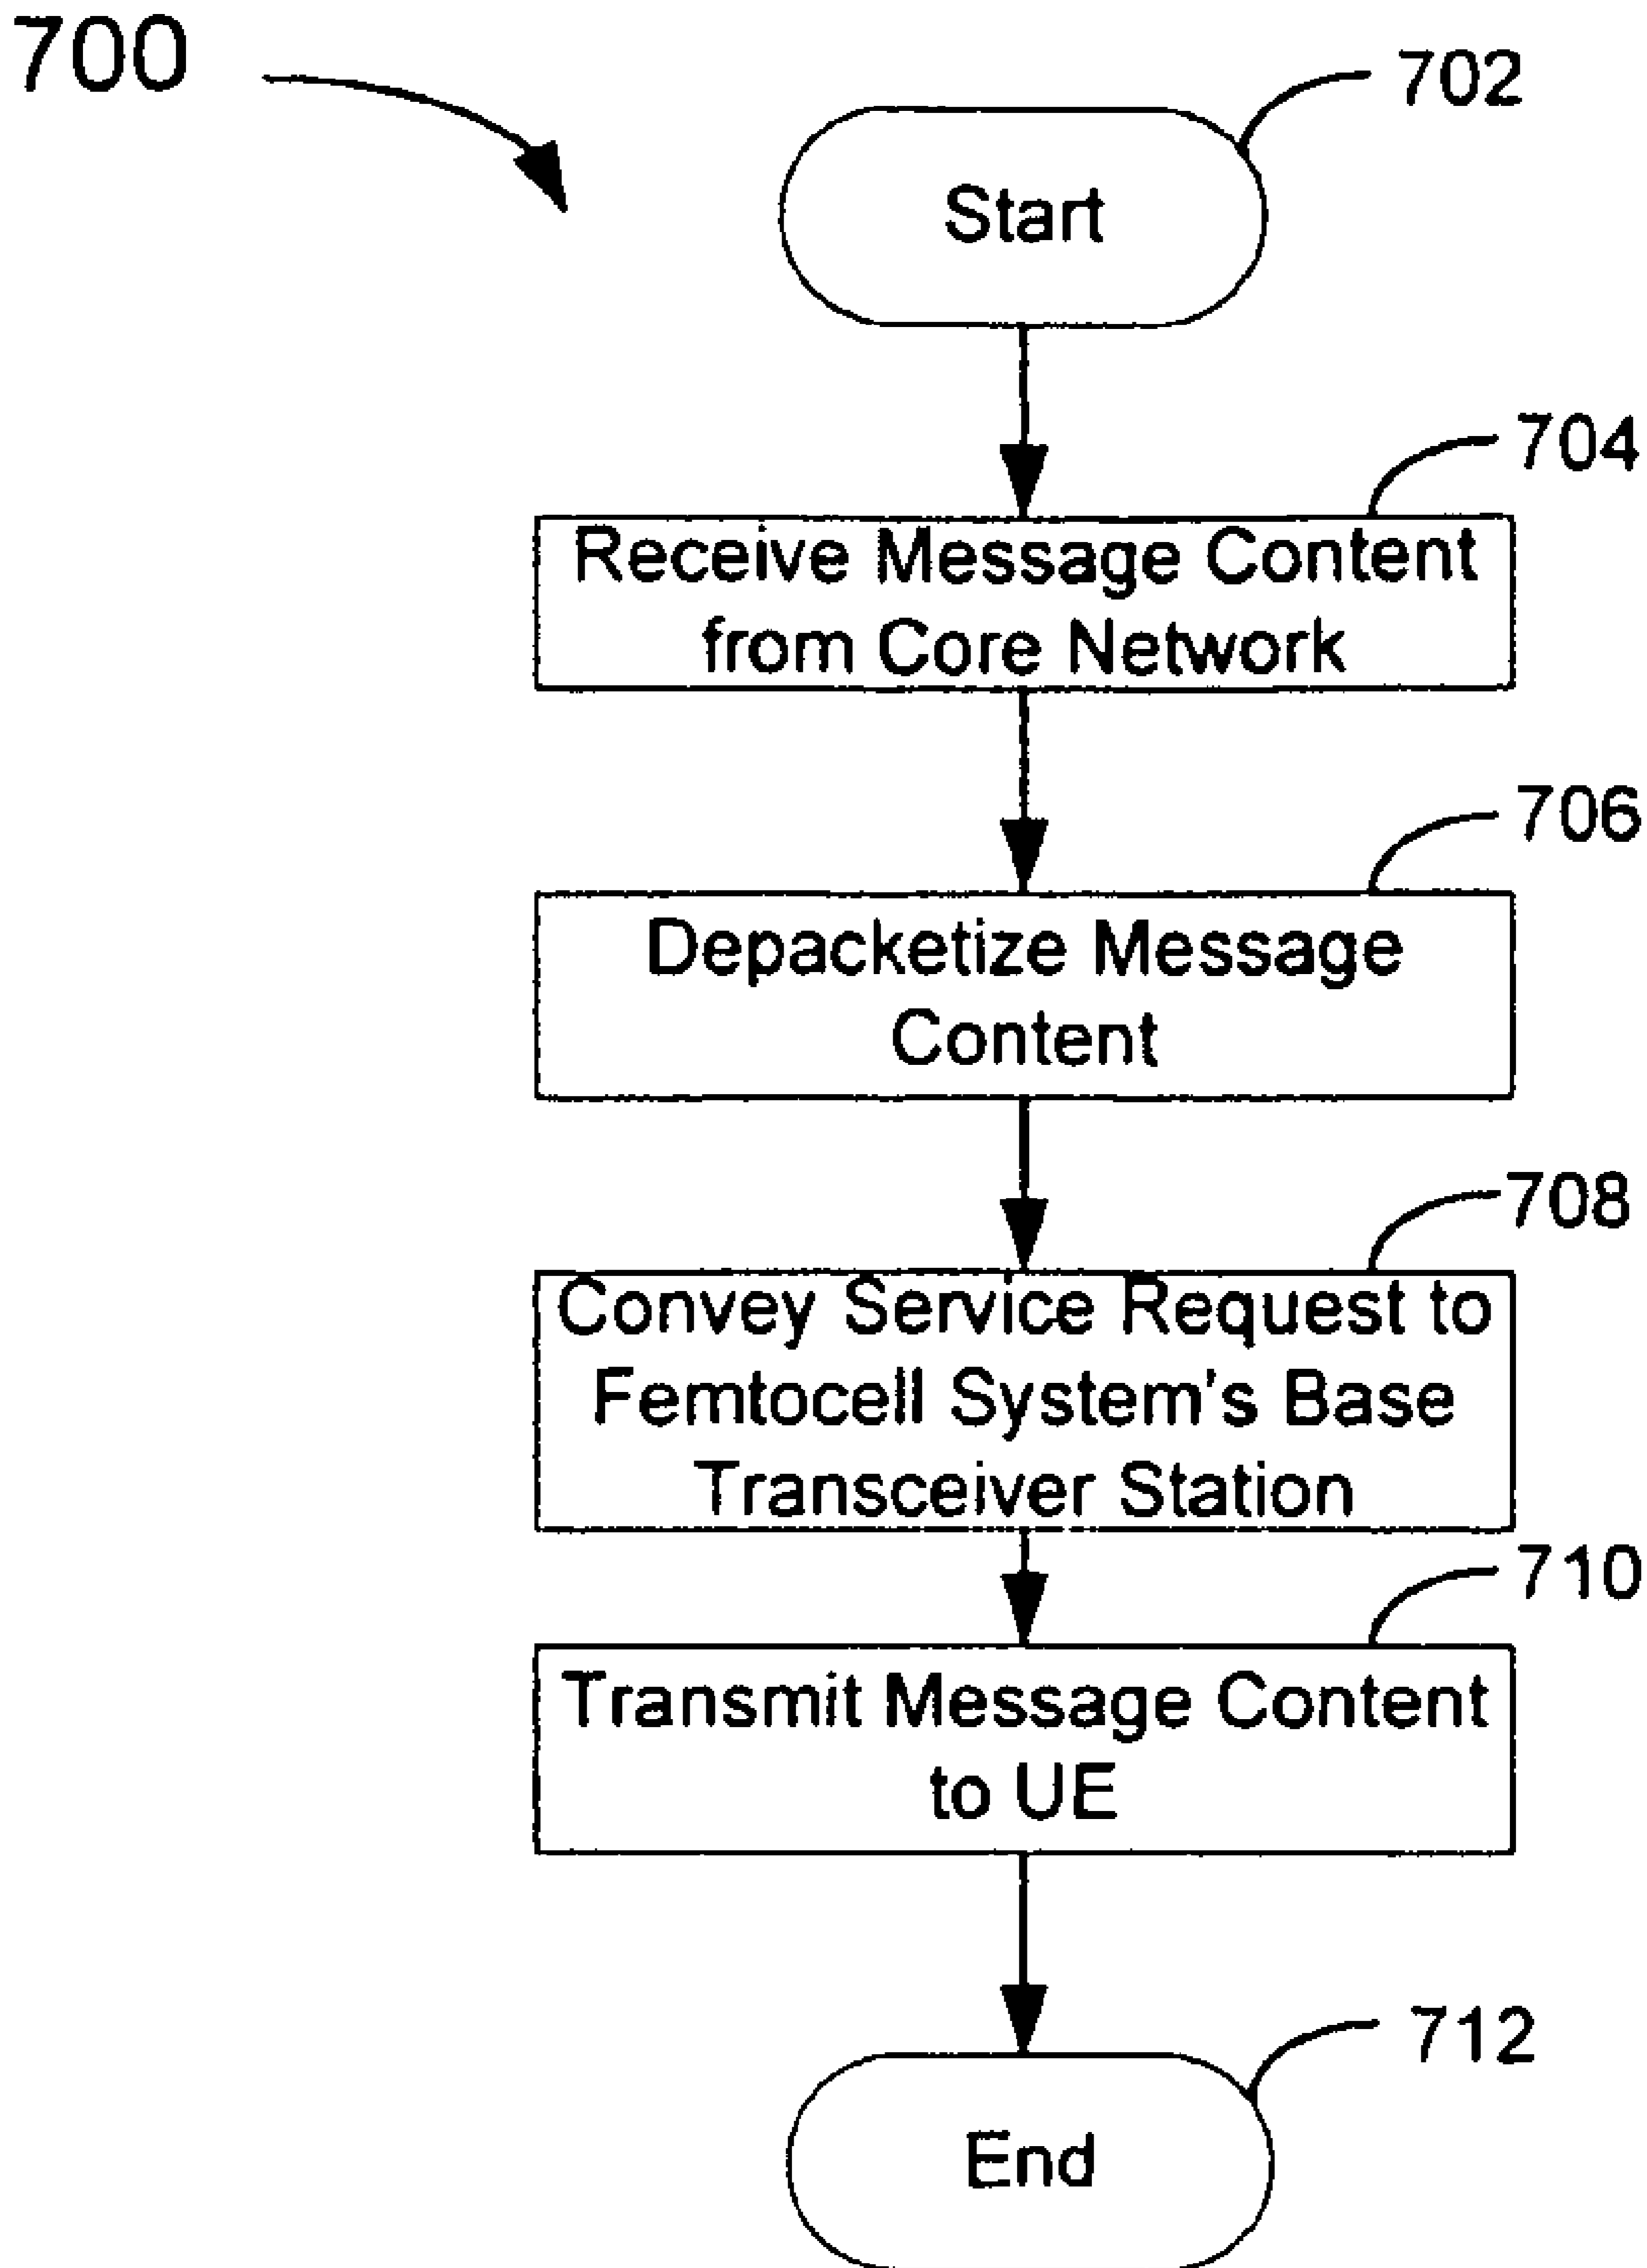 700
702
Start
704
Receive Message Content
from Core Network
706
Depacketize Message
Content
708
Convey Service Request to
Femtocell System's Base
Transceiver Station
710
Transmit Message Content
to UE
712
End